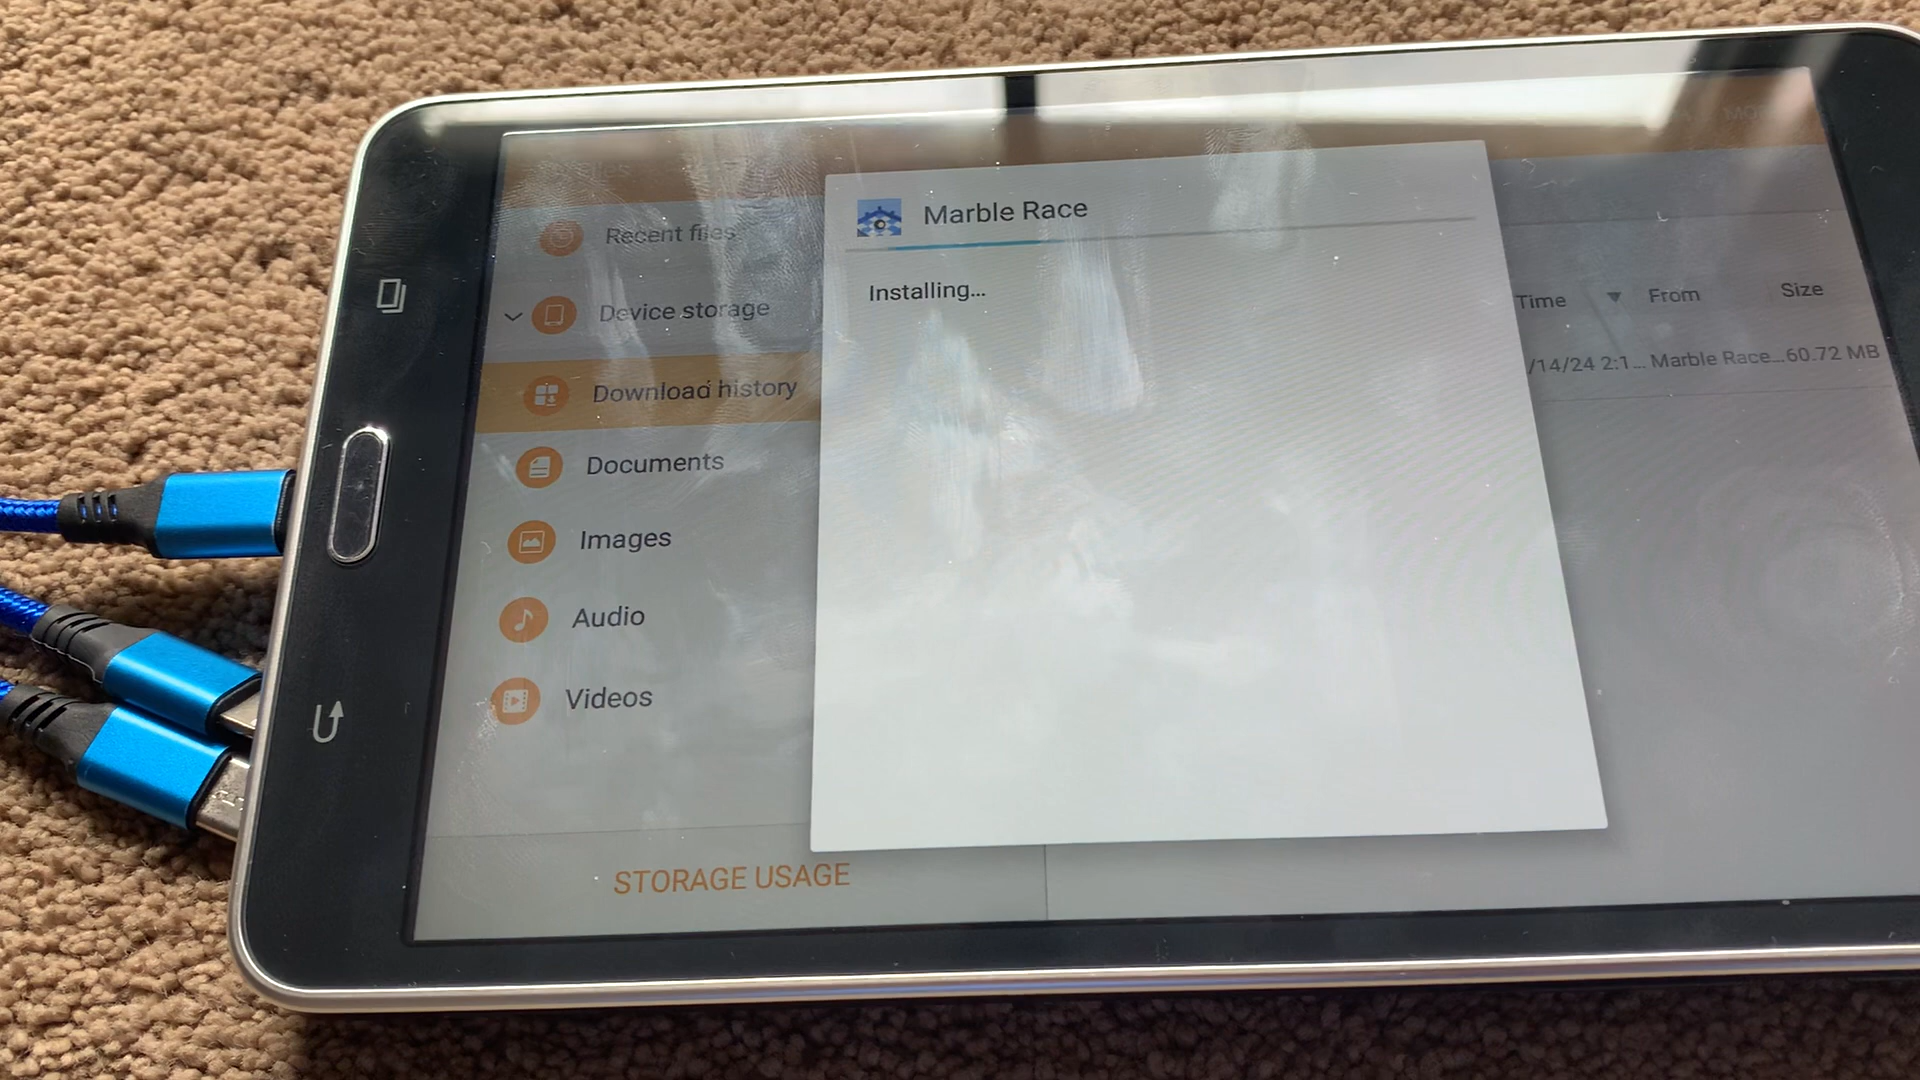 Recent files
Device storage
Download history
Documents
Images
Audio
Videos
STORAGE USAGE
Marble Race
Installing...
Time From Size
/14/24 2:1... Marble Race... 60.72 MB